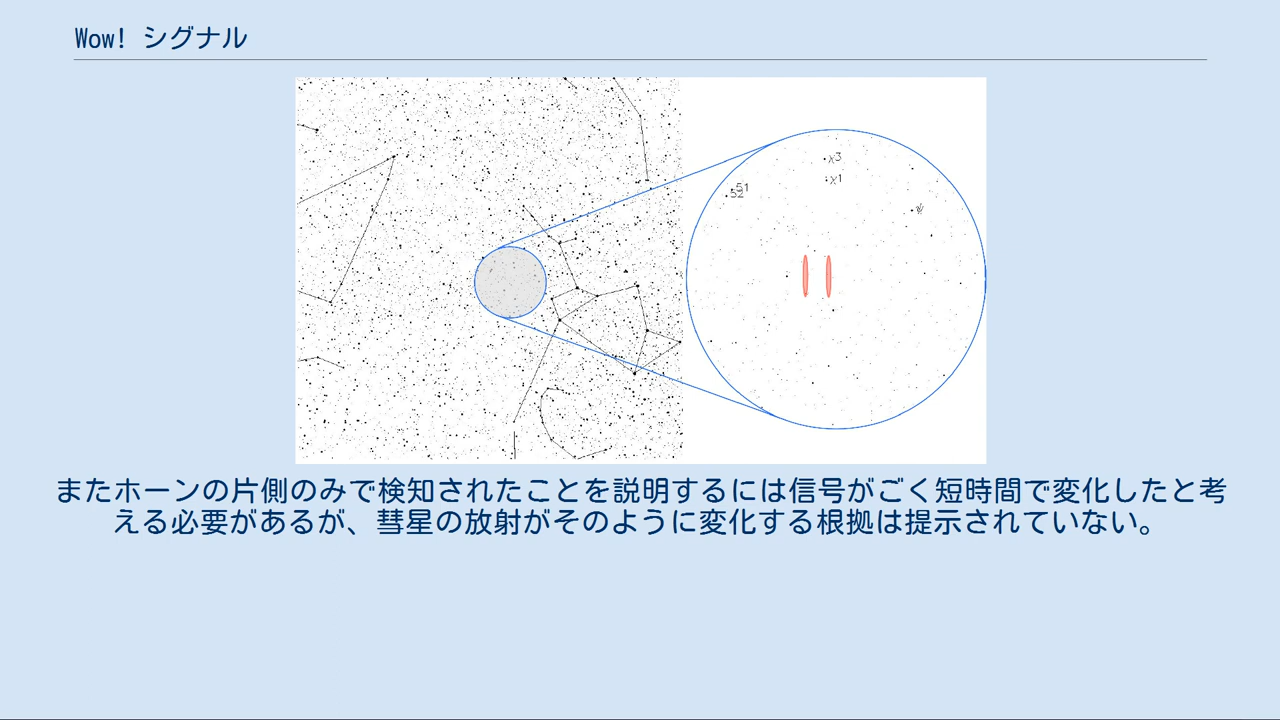 Wow! シグナル
χ3
χ1
51
52
ψ
またホーンの片側のみで検知されたことを説明するには信号がごく短時間で変化したと考
える必要があるが、彗星の放射がそのように変化する根拠は提示されていない。